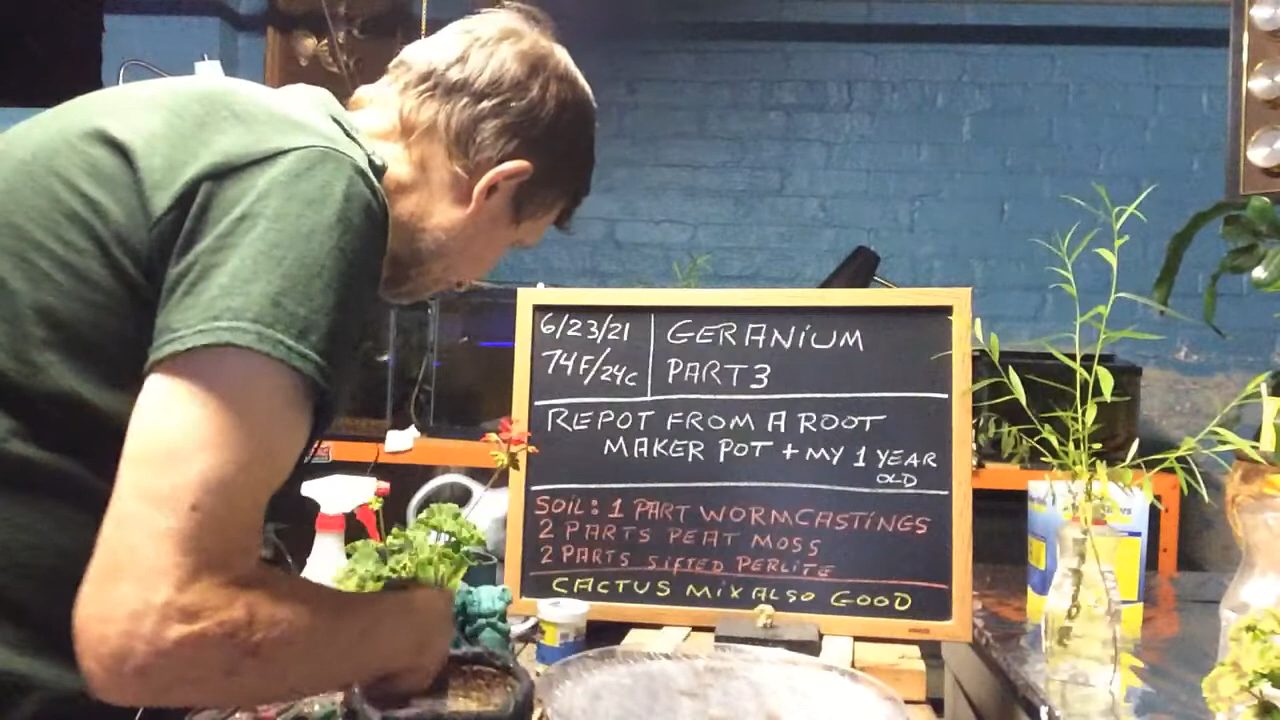 6/23/21
74F/24C
GERANiUM
PART 3
REPOT FROM A ROOT
MAKER POT + MY 1 YEAR
OLD
SOiL: 1 PART WORMCASTiNGS
2 PARTS PEAT MOSS
2 PARTS SiFTED PERLiTE
CACTUS MiX ALSO GOOD